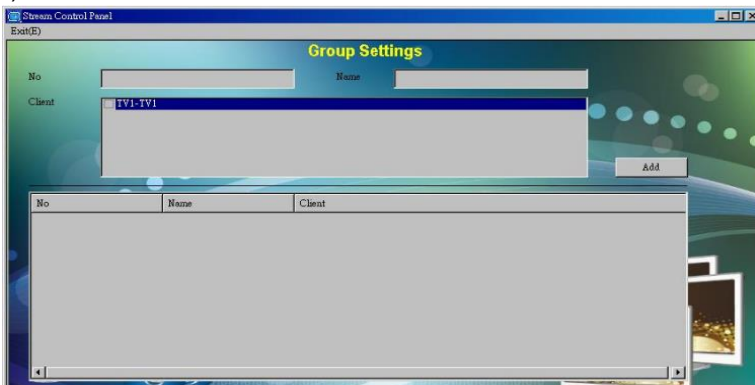 Stream Control Panel
Exit(E)
Group Settings
No Name
Client TV1-TV1
Add
No Name Client